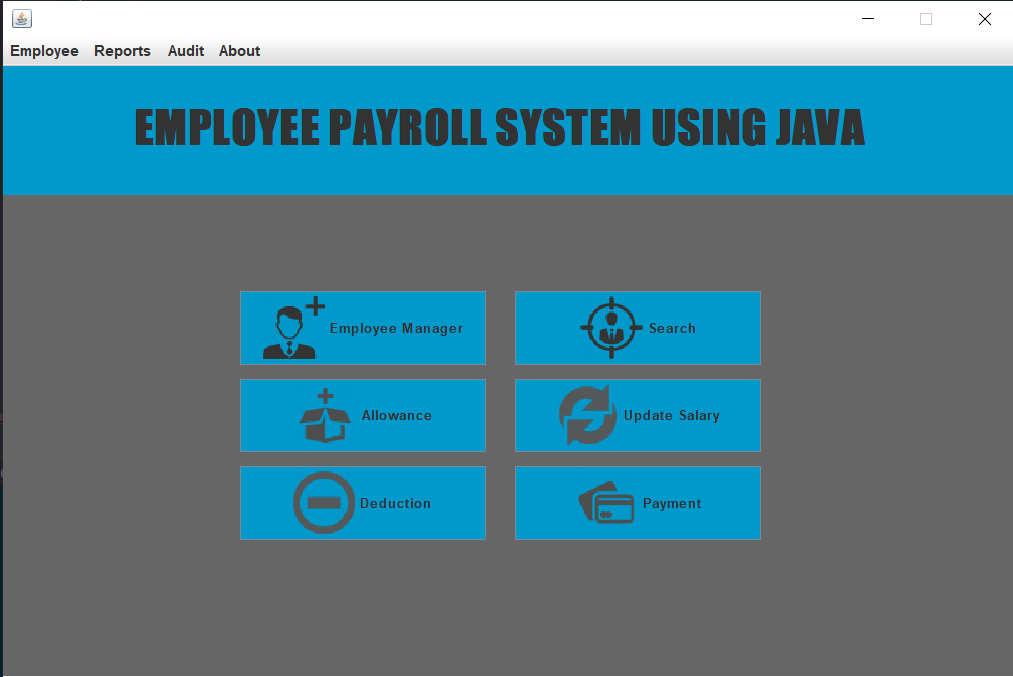 Employee Reports Audit About
EMPLOYEE PAYROLL SYSTEM USING JAVA
Employee Manager Search
Allowance Update Salary
Deduction Payment